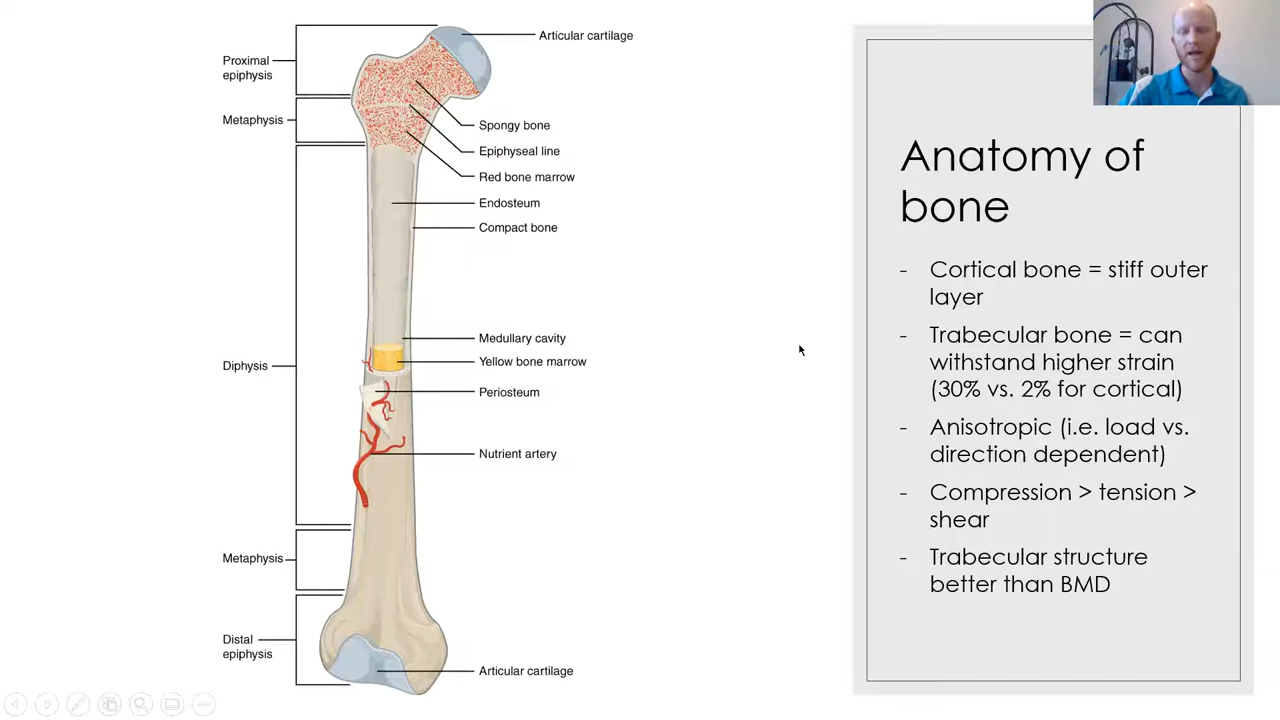 Proximal
epiphysis
Metaphysis
Diphysis
Metaphysis
Distal
epiphysis
Articular cartilage
Spongy bone
Epiphyseal line
Red bone marrow
Endosteum
Compact bone
Medullary cavity
Yellow bone marrow
Periosteum
Nutrient artery
Articular cartilage
Anatomy of
bone
- Cortical bone = stiff outer
layer
- Trabecular bone = can
withstand higher strain
(30% vs. 2% for cortical)
- Anisotropic (i.e. load vs.
direction dependent)
- Compression > tension >
shear
- Trabecular structure
better than BMD